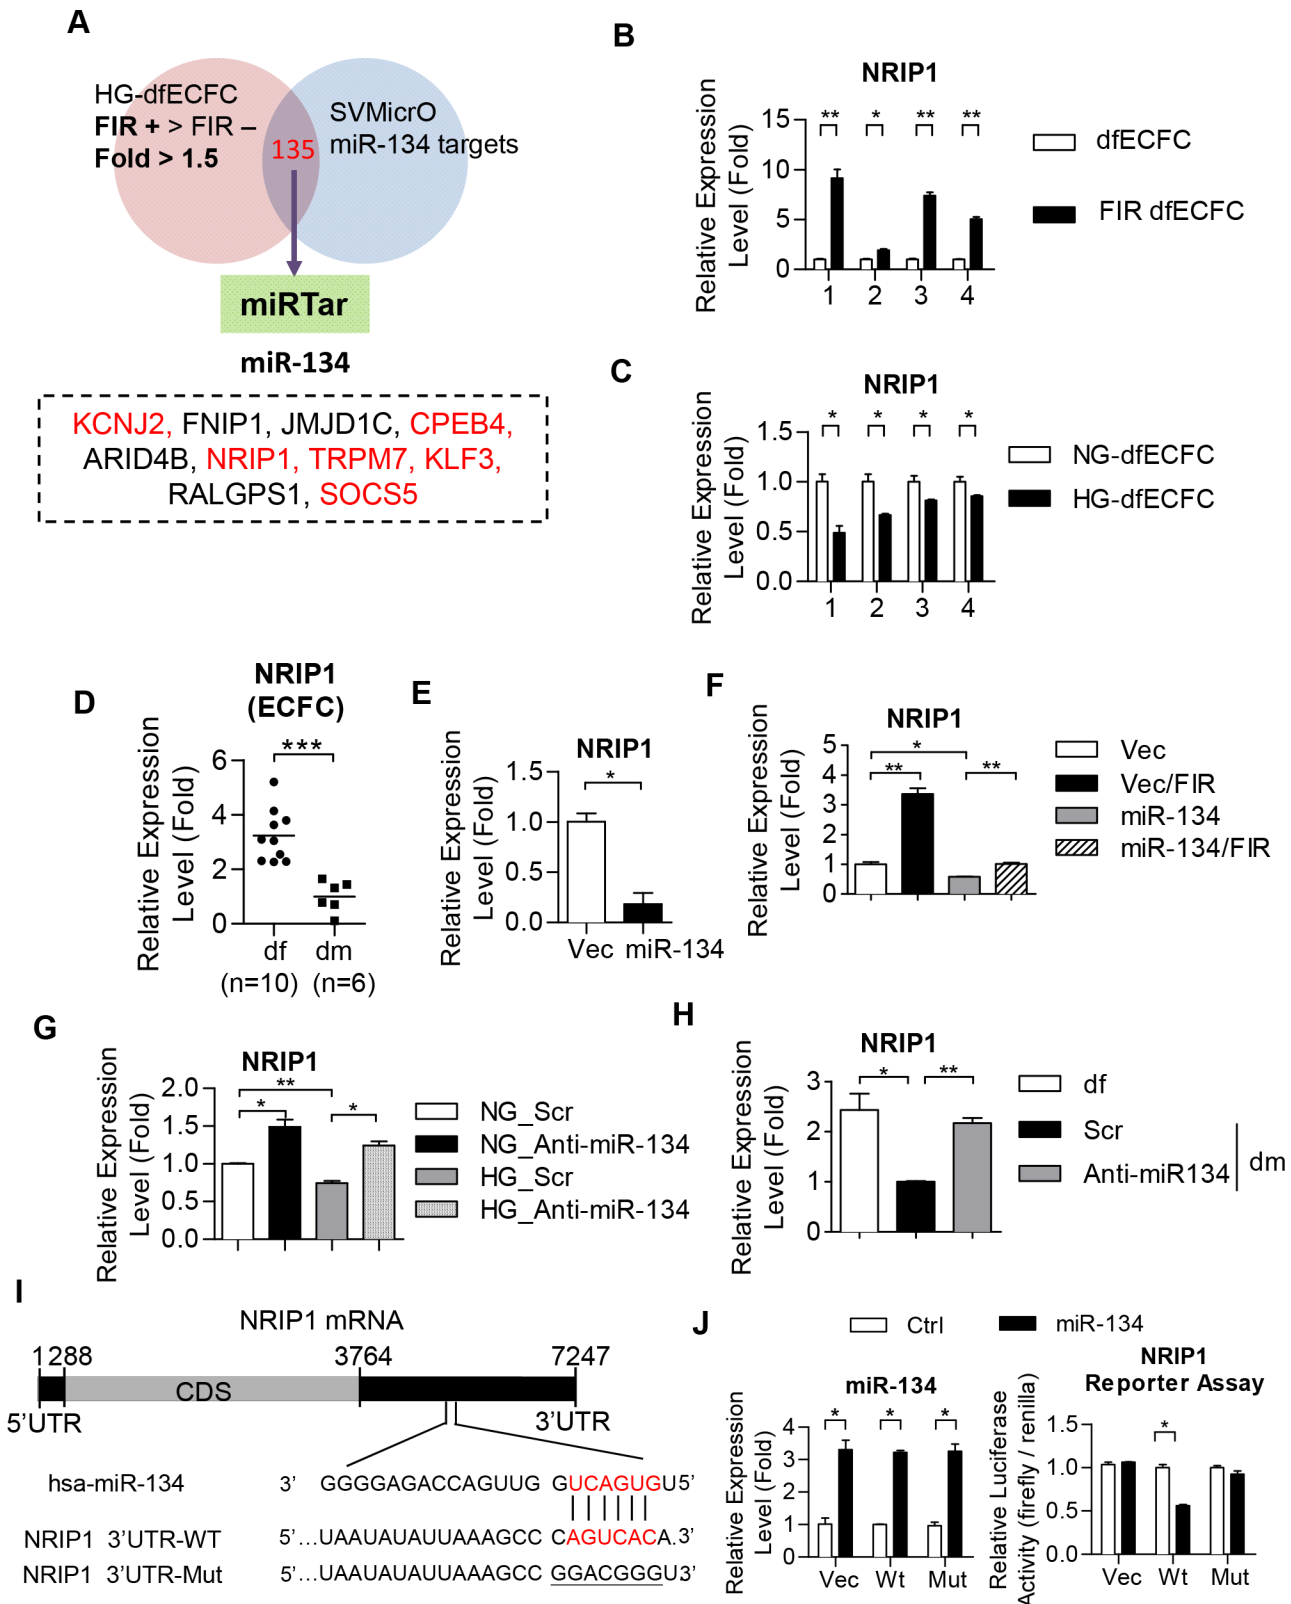 A
HG-dfECFC
FIR + > FIR –
Fold > 1.5
135
SVMicrO
miR-134 targets
miRTar
miR-134
KCNJ2, FNIP1, JMJD1C, CPEB4,
ARID4B, NRIP1, TRPM7, KLF3,
RALGPS1, SOCS5
B
NRIP1
Relative Expression
Level (Fold)
15
10
5
0
** * ** **
1 2 3 4
dfECFC
FIR dfECFC
C
NRIP1
Relative Expression
Level (Fold)
1.5
1.0
0.5
0.0
* * * *
1 2 3 4
NG-dfECFC
HG-dfECFC
D
NRIP1
(ECFC)
Relative Expression
Level (Fold)
6
4
2
0
***
df dm
(n=10) (n=6)
E
NRIP1
Relative Expression
Level (Fold)
1.5
1.0
0.5
0.0
*
Vec miR-134
F
NRIP1
Relative Expression
Level (Fold)
5
4
3
2
1
0
*
** **
Vec
Vec/FIR
miR-134
miR-134/FIR
G
NRIP1
Relative Expression
Level (Fold)
2.0
1.5
1.0
0.5
0.0
**
* *
NG_Scr
NG_Anti-miR-134
HG_Scr
HG_Anti-miR-134
H
NRIP1
Relative Expression
Level (Fold)
3
2
1
0
* **
df
Scr
Anti-miR134
dm
I
NRIP1 mRNA
1288 3764 7247
CDS
5’UTR 3’UTR
hsa-miR-134 3’ GGGGAGACCAGUUG GUCAGUGU5’
NRIP1 3’UTR-WT 5’...UAAUAUAUUAAAGCC CAGUCACA.3’
NRIP1 3’UTR-Mut 5’...UAAUAUAUUAAAGCC GGACGGGU3’
J
Ctrl miR-134
miR-134
Relative Expression
Level (Fold)
4
3
2
1
0
* * *
Vec Wt Mut
NRIP1
Reporter Assay
Relative Luciferase
Activity (firefly / renilla)
1.5
1.0
0.5
0.0
*
Vec Wt Mut